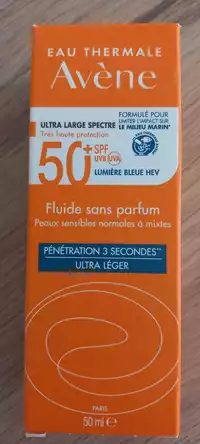 EAU THERMALE
Avène
ULTRA LARGE SPECTRE
Très haute protection
FORMULÉ POUR
LIMITER L'IMPACT SUR
LE MILIEU MARIN*
50+
SPF
UVB UVA
LUMIÈRE BLEUE HEV
Fluide sans parfum
Peaux sensibles normales à mixtes
PÉNÉTRATION 3 SECONDES**
ULTRA LÉGER
PARIS
50 ml ℮